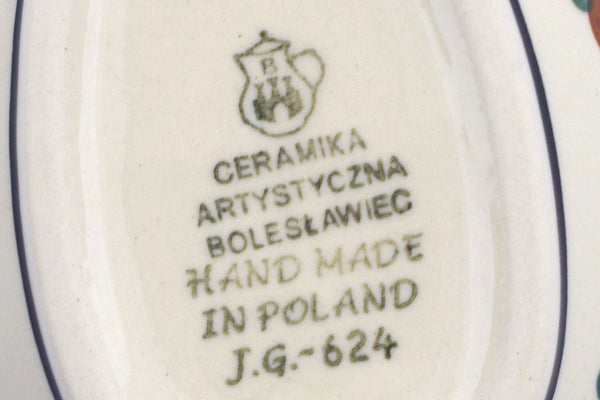 B
CERAMIKA
ARTYSTYCZNA
BOLESŁAWIEC
HAND MADE
IN POLAND
J.G.-624